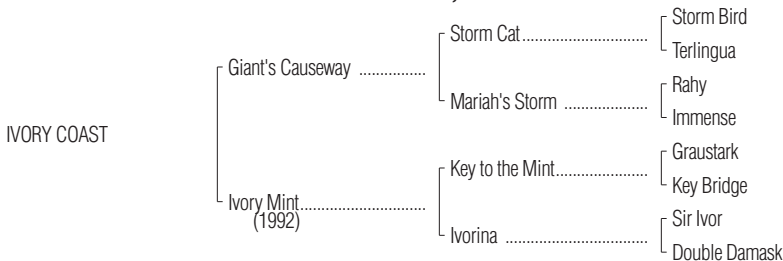 Storm Bird
Storm Cat..............................
Terlingua
Giant's Causeway ................
Rahy
Mariah's Storm ....................
Immense
IVORY COAST
Graustark
Key to the Mint......................
Key Bridge
Ivory Mint..............................
(1992)
Sir Ivor
Ivorina ..................................
Double Damask